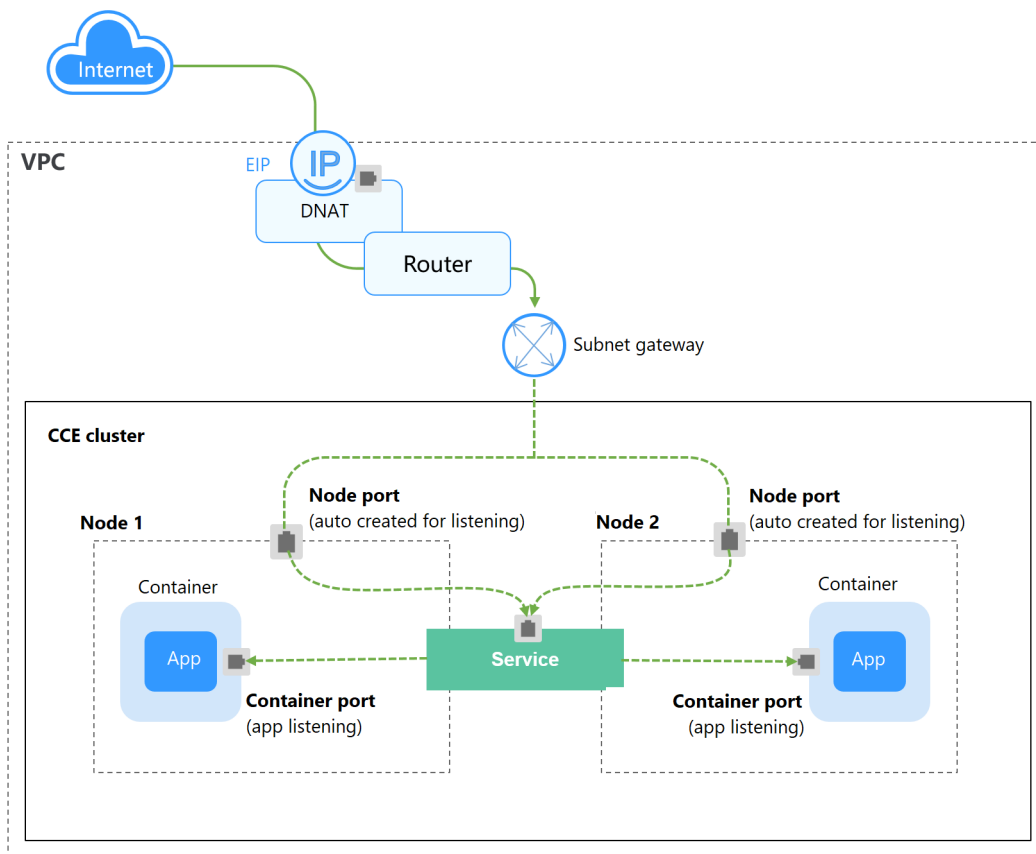 Internet
VPC
EIP
IP
DNAT
Router
Subnet gateway
CCE cluster
Node port
(auto created for listening)
Node 1
Node port
(auto created for listening)
Node 2
Container
App
Container port
(app listening)
Service
Container
App
Container port
(app listening)